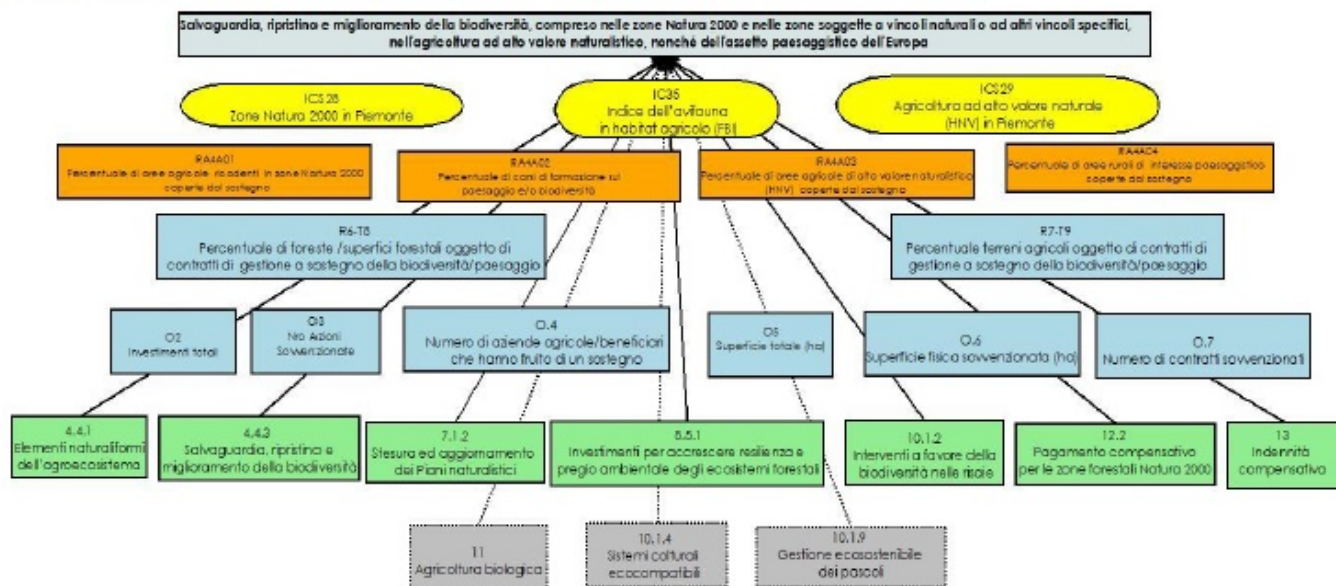 Salvaguardia, ripristino e miglioramento della biodiversità, compreso nelle zone Natura 2000 e nelle zone soggette a vincoli naturali o ad altri vincoli specifici,
nell'agricoltura ad alto valore naturalistico, nonché dell'assetto paesaggistico dell'Europa
ICS28
Zone Natura 2000 in Piemonte
IC35
Indice dell'avifauna
in habitat agricolo (FBI)
ICS29
Agricoltura ad alto valore naturale
(HNV) in Piemonte
RA4A01
Percentuale di aree agricole ricadenti in zone Natura 2000
coperte dal sostegno
RA4A02
Percentuale di corsi di formazione sul
paesaggio e/o biodiversità
RA4A03
Percentuale di aree agricole di alto valore naturalistico
(HNV) coperte dal sostegno
RA4A04
Percentuale di aree rurali di interesse paesaggistico
coperte dal sostegno
R6-T8
Percentuale di foreste /superfici forestali oggetto di
contratti di gestione a sostegno della biodiversità/paesaggio
R7-T9
Percentuale terreni agricoli oggetto di contratti di
gestione a sostegno della biodiversità/paesaggio
O2
Investimenti totali
O3
Nro Azioni
Sovvenzionate
O.4
Numero di aziende agricole/beneficiari
che hanno fruito di un sostegno
O5
Superficie totale (ha)
O.6
Superficie fisica sovvenzionata (ha)
O.7
Numero di contratti sovvenzionati
4.4.1
Elementi naturaliformi
dell'agroecosistema
4.4.3
Salvaguardia, ripristino e
miglioramento della biodiversità
7.1.2
Stesura ed aggiornamento
dei Piani naturalistici
8.5.1
Investimenti per accrescere resilienza e
pregio ambientale degli ecosistemi forestali
10.1.2
Interventi a favore della
biodiversità nelle risaie
12.2
Pagamento compensativo
per le zone forestali Natura 2000
13
Indennità
compensativa
11
Agricoltura biologica
10.1.4
Sistemi colturali
ecocompatibili
10.1.9
Gestione ecosostenibile
dei pascoli